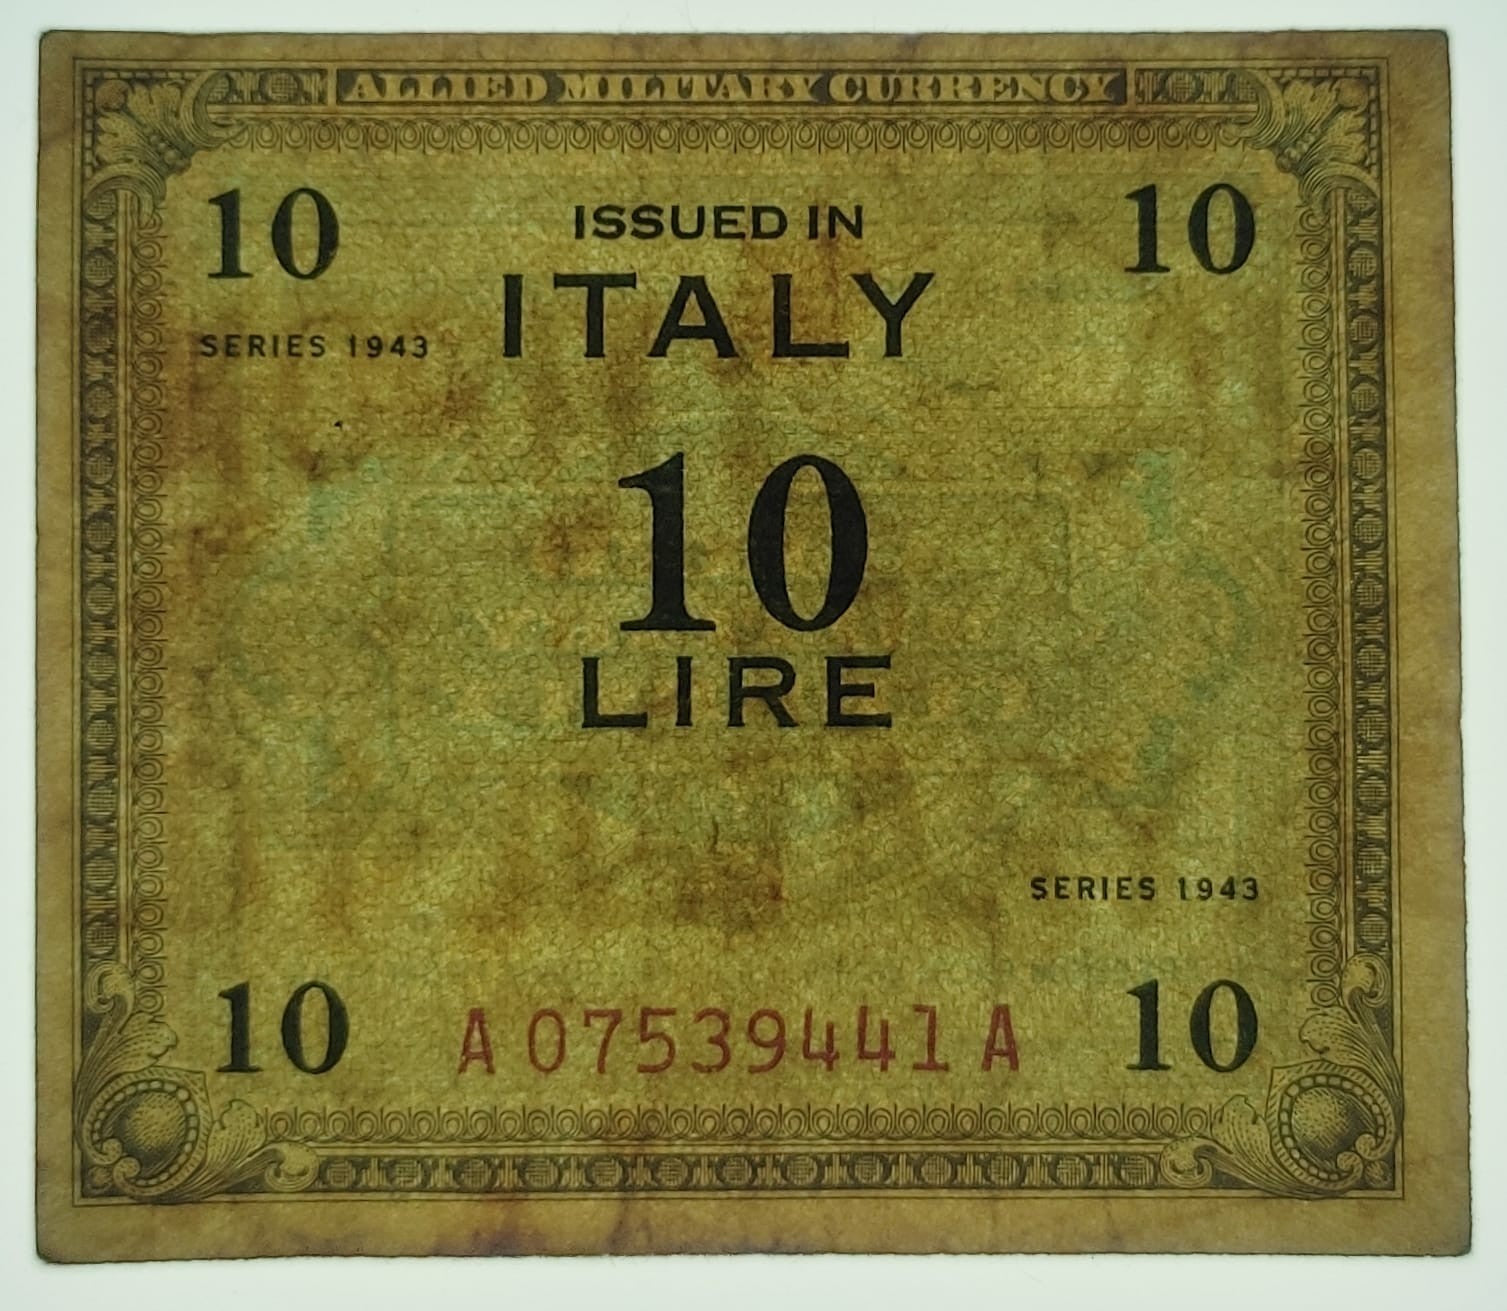 ALLIED MILITARY CURRENCY
10 ISSUED IN 10
ITALY
SERIES 1943
10
LIRE
SERIES 1943
10 A 07539441 A 10